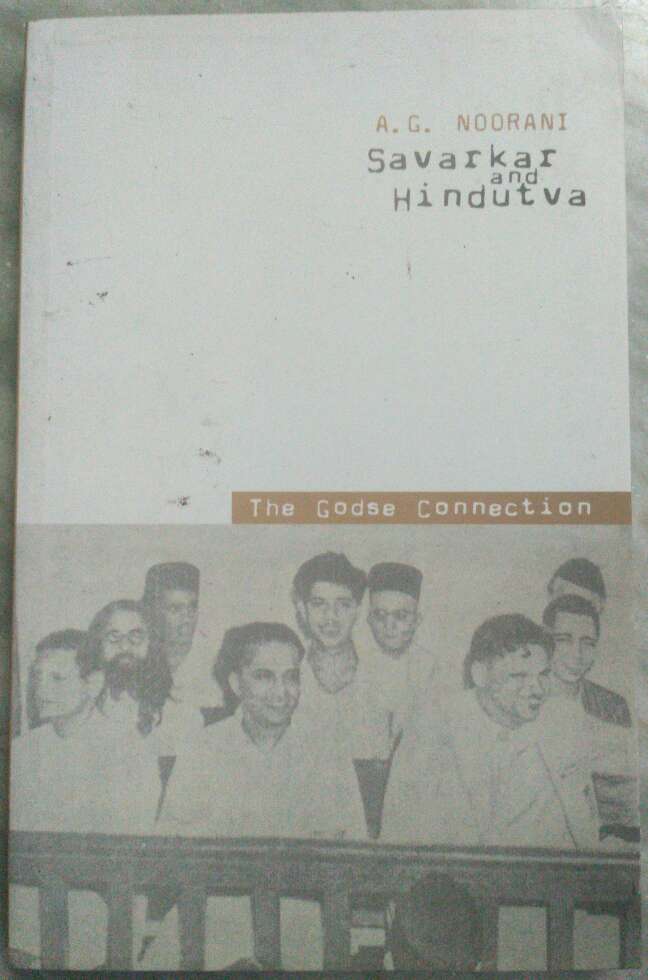 A.G. NOORANI
Savarkar
and
Hindutva
The Godse Connection